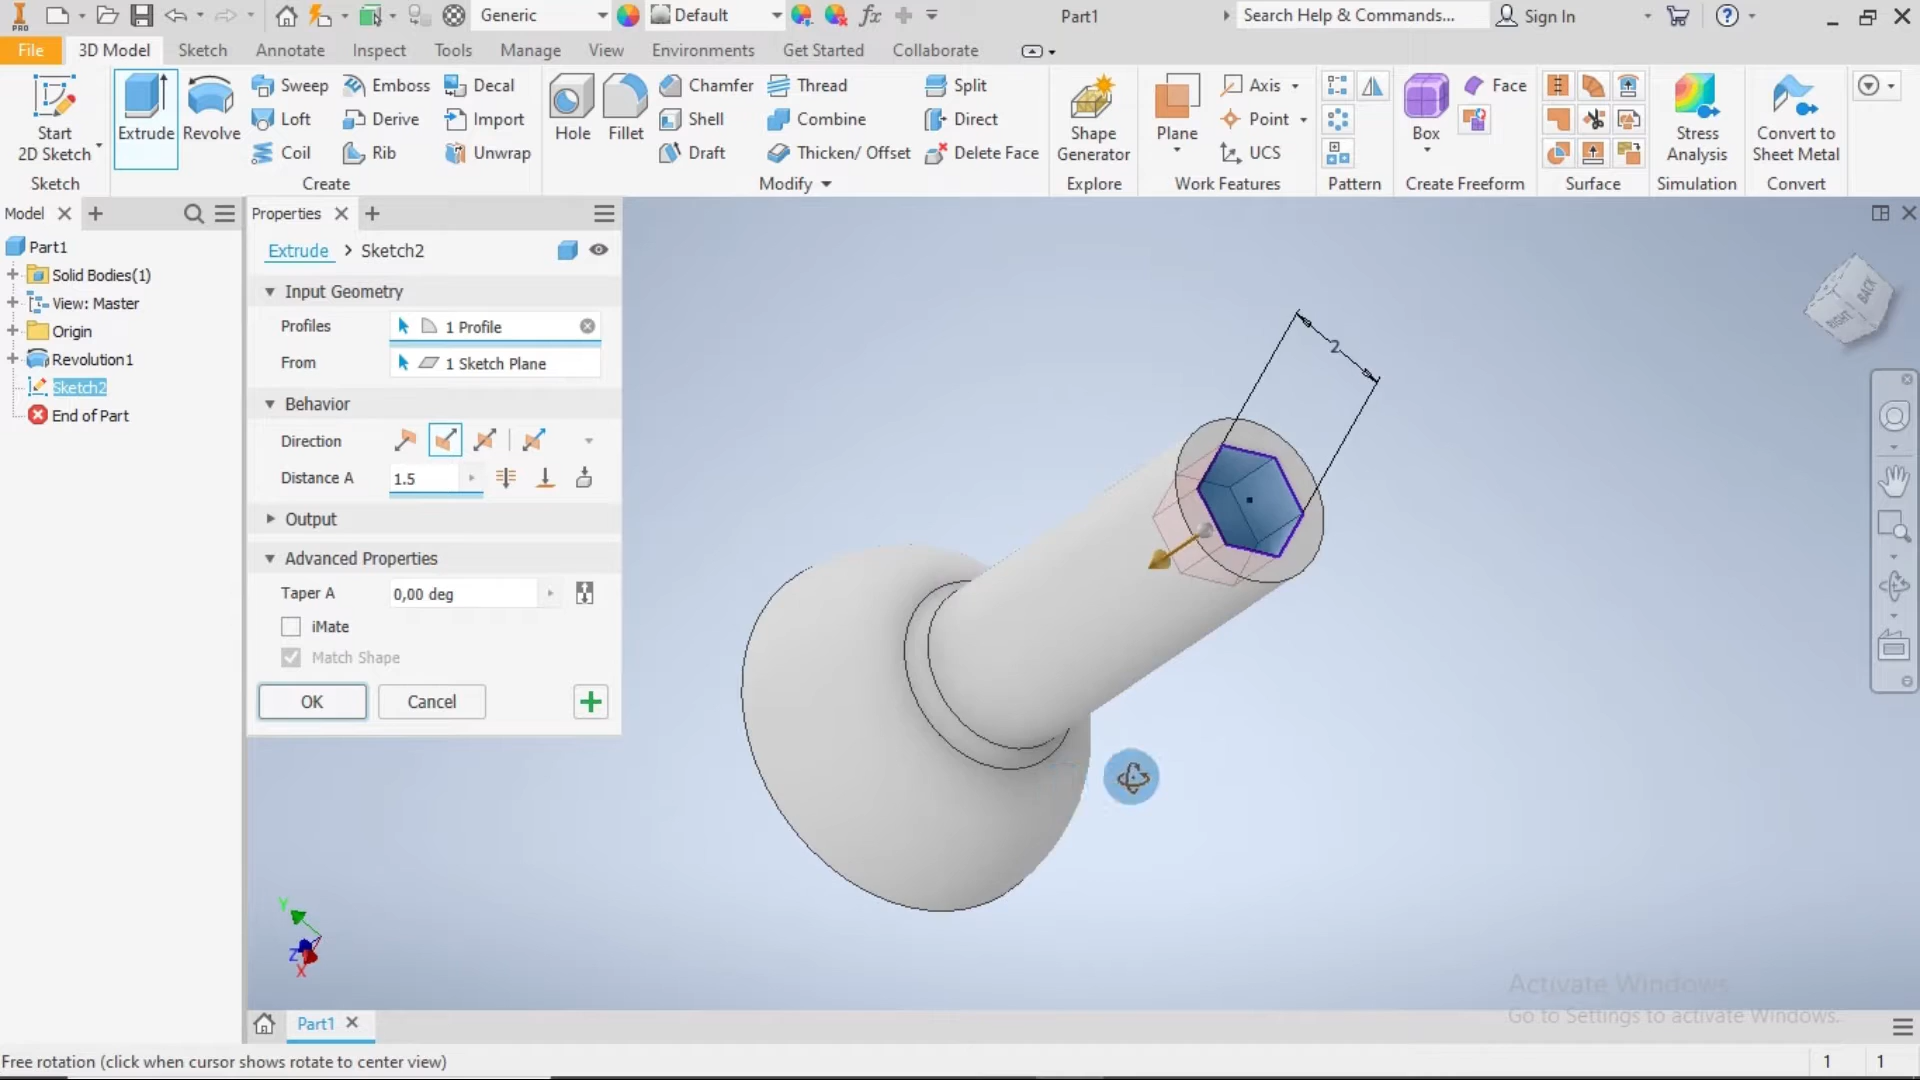 PRO
Generic
Default
fx
Part1
Search Help & Commands...
Sign In
File
3D Model
Sketch
Annotate
Inspect
Tools
Manage
View
Environments
Get Started
Collaborate
Start
2D Sketch
Sketch
Extrude
Revolve
Sweep
Emboss
Decal
Loft
Derive
Import
Coil
Rib
Unwrap
Create
Hole
Fillet
Chamfer
Thread
Split
Shell
Combine
Direct
Draft
Thicken/ Offset
Delete Face
Modify
Shape
Generator
Explore
Plane
Axis
Point
UCS
Work Features
Pattern
Box
Face
Create Freeform
Surface
Stress
Analysis
Simulation
Convert to
Sheet Metal
Convert
Model
Part1
Solid Bodies(1)
View: Master
Origin
Revolution1
Sketch2
End of Part
Properties
Extrude > Sketch2
Input Geometry
Profiles
1 Profile
From
1 Sketch Plane
Behavior
Direction
Distance A
1.5
Output
Advanced Properties
Taper A
0,00 deg
iMate
Match Shape
OK
Cancel
2
RIGHT
BACK
Y
Z
X
Activate Windows
Go to Settings to activate Windows.
Part1
Free rotation (click when cursor shows rotate to center view)
1
1